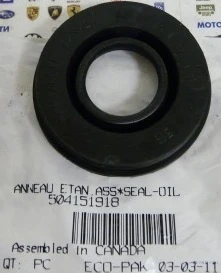 ANNEAU ETAN.ASS*SEAL-OIL
504151918
Assembled in CANADA
QT: PC ECO-PAK 03-03-11